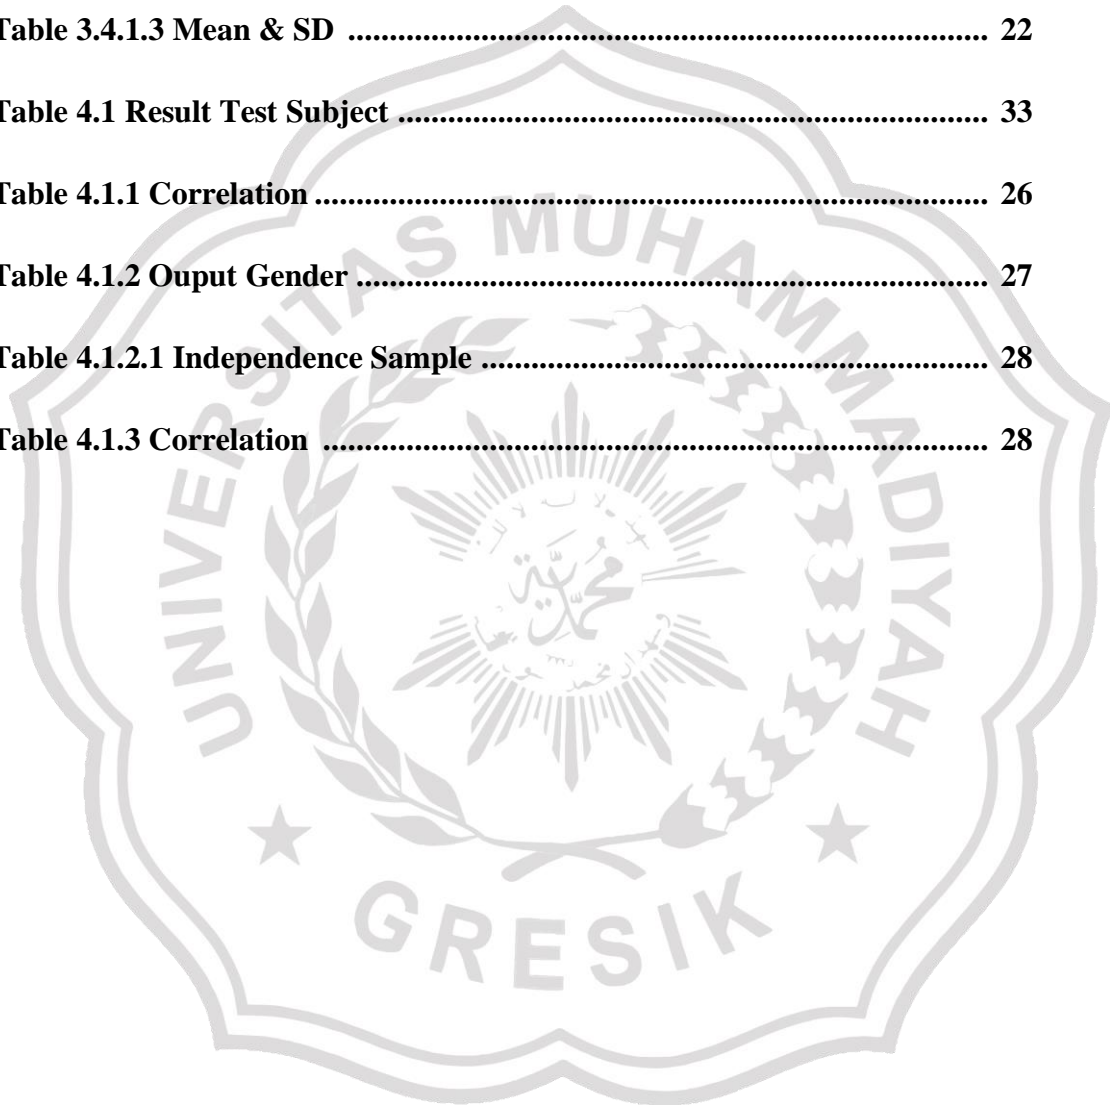 Table 3.4.1.3 Mean & SD ............................................................................. 22
Table 4.1 Result Test Subject ....................................................................... 33
Table 4.1.1 Correlation ................................................................................. 26
Table 4.1.2 Ouput Gender ............................................................................ 27
Table 4.1.2.1 Independence Sample ............................................................. 28
Table 4.1.3 Correlation ................................................................................ 28
UNIVERSITAS MUHAMMADIYAH
GRESIK